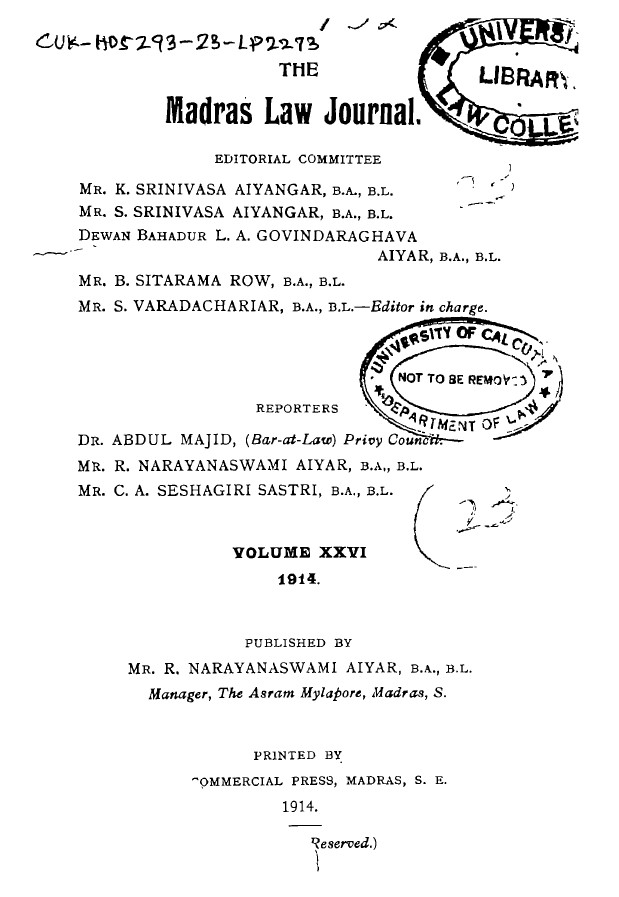 CUK-H05293-23-LP2273
UNIVERSI
LIBRARY.
LAW COLLE
THE
Madras Law Journal.
EDITORIAL COMMITTEE
MR. K. SRINIVASA AIYANGAR, B.A., B.L.
MR. S. SRINIVASA AIYANGAR, B.A., B.L.
DEWAN BAHADUR L. A. GOVINDARAGHAVA
AIYAR, B.A., B.L.
MR. B. SITARAMA ROW, B.A., B.L.
MR. S. VARADACHARIAR, B.A., B.L.—Editor in charge.
UNIVERSITY OF CALCUTTA
NOT TO BE REMOVED
DEPARTMENT OF LAW
REPORTERS
DR. ABDUL MAJID, (Bar-at-Law) Privy Council.
MR. R. NARAYANASWAMI AIYAR, B.A., B.L.
MR. C. A. SESHAGIRI SASTRI, B.A., B.L.
23
VOLUME XXVI
1914.
PUBLISHED BY
MR. R. NARAYANASWAMI AIYAR, B.A., B.L.
Manager, The Asram Mylapore, Madras, S.
PRINTED BY
COMMERCIAL PRESS, MADRAS, S. E.
1914.
Reserved.)